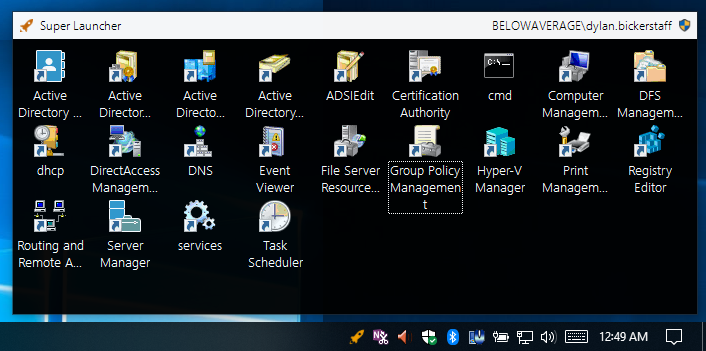 Super Launcher
BELOWAVERAGE\dylan.bickerstaff
Active
Directory ...
Active
Director...
Active
Directo...
Active
Directory...
ADSIEdit
Certification
Authority
C:\.
cmd
Computer
Managem...
DFS
Managem...
dhcp
DirectAccess
Managem...
DNS
Event
Viewer
File Server
Resource...
Group Policy
Managemen
t
Hyper-V
Manager
Print
Managem...
Registry
Editor
Routing and
Remote A...
Server
Manager
services
Task
Scheduler
12:49 AM